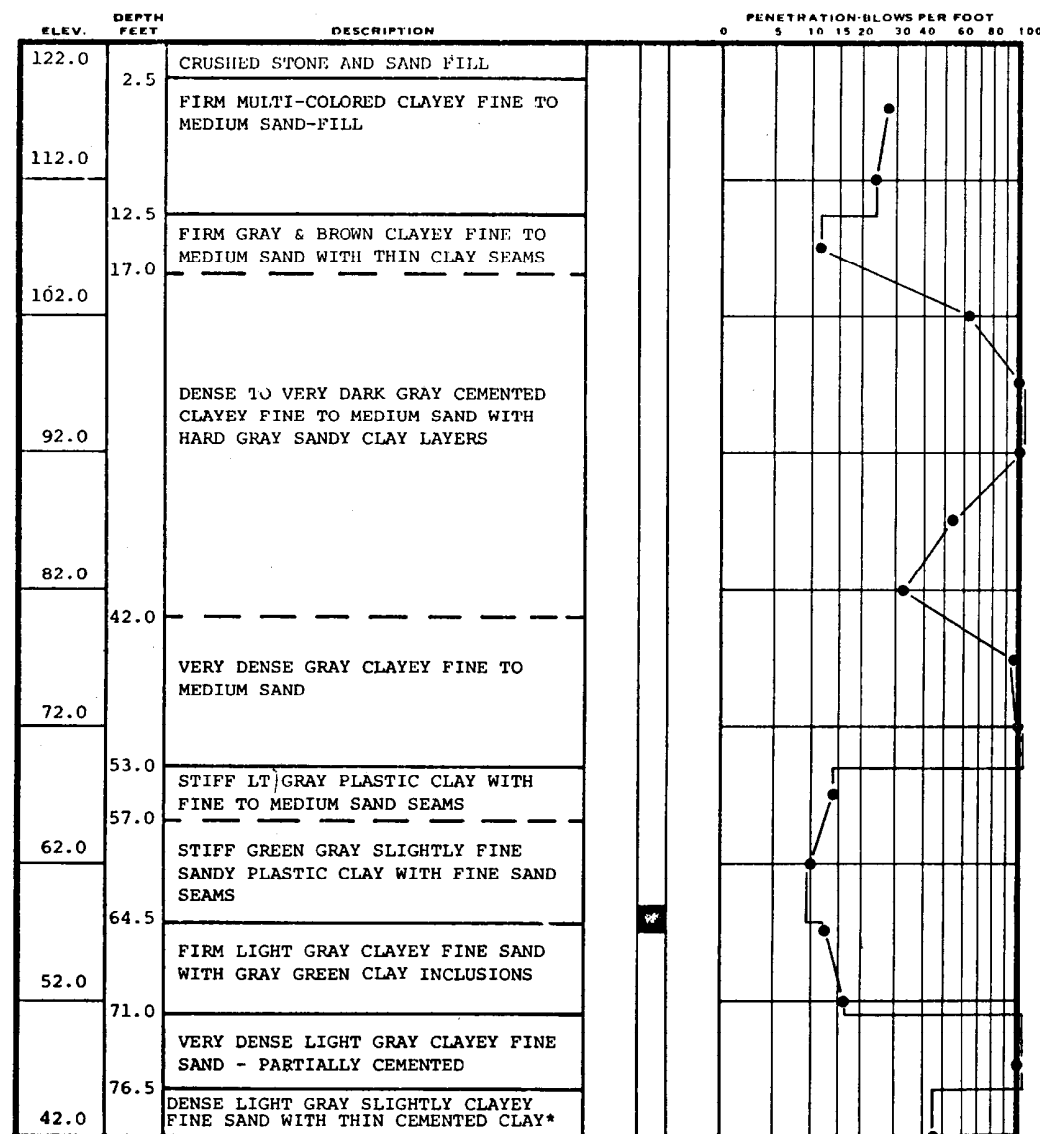 PENETRATION-BLOWS PER FOOT
ELEV. DEPTH FEET DESCRIPTION 0 5 10 15 20 30 40 60 80 100
122.0 CRUSHED STONE AND SAND FILL
2.5
FIRM MULTI-COLORED CLAYEY FINE TO
MEDIUM SAND-FILL
112.0
12.5
FIRM GRAY & BROWN CLAYEY FINE TO
MEDIUM SAND WITH THIN CLAY SEAMS
17.0
102.0
DENSE TO VERY DARK GRAY CEMENTED
CLAYEY FINE TO MEDIUM SAND WITH
HARD GRAY SANDY CLAY LAYERS
92.0
82.0
42.0
VERY DENSE GRAY CLAYEY FINE TO
MEDIUM SAND
72.0
53.0
STIFF LT GRAY PLASTIC CLAY WITH
FINE TO MEDIUM SAND SEAMS
57.0
62.0
STIFF GREEN GRAY SLIGHTLY FINE
SANDY PLASTIC CLAY WITH FINE SAND
SEAMS
64.5
FIRM LIGHT GRAY CLAYEY FINE SAND
WITH GRAY GREEN CLAY INCLUSIONS
52.0
71.0
VERY DENSE LIGHT GRAY CLAYEY FINE
SAND - PARTIALLY CEMENTED
76.5
DENSE LIGHT GRAY SLIGHTLY CLAYEY
42.0 FINE SAND WITH THIN CEMENTED CLAY*